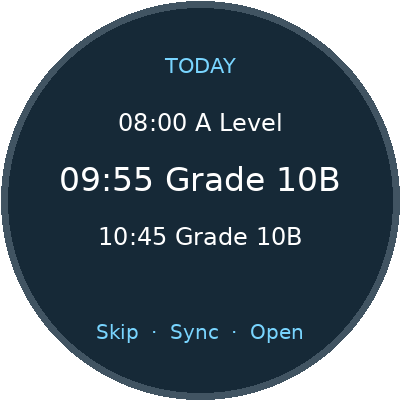 TODAY
08:00 A Level
09:55 Grade 10B
10:45 Grade 10B
Skip · Sync · Open